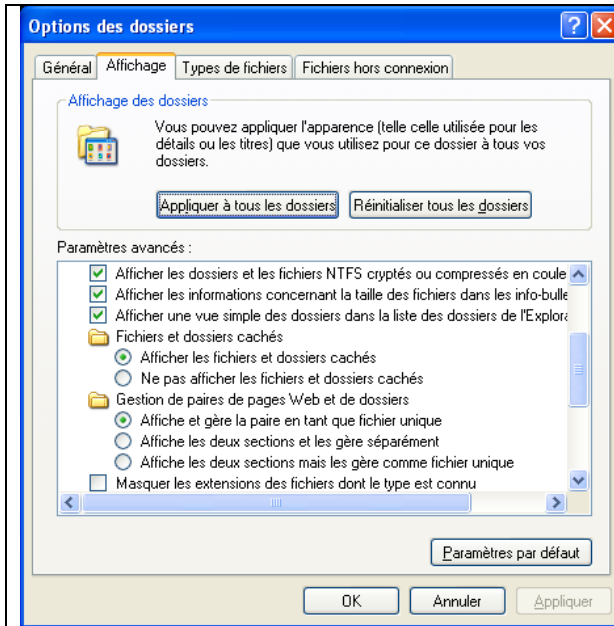 Options des dossiers
Général Affichage Types de fichiers Fichiers hors connexion
Affichage des dossiers
Vous pouvez appliquer l'apparence (telle celle utilisée pour les
détails ou les titres) que vous utilisez pour ce dossier à tous vos
dossiers.
Appliquer à tous les dossiers Réinitialiser tous les dossiers
Paramètres avancés :
Afficher les dossiers et les fichiers NTFS cryptés ou compressés en coule
Afficher les informations concernant la taille des fichiers dans les info-bulle
Afficher une vue simple des dossiers dans la liste des dossiers de l'Explora
Fichiers et dossiers cachés
Afficher les fichiers et dossiers cachés
Ne pas afficher les fichiers et dossiers cachés
Gestion de paires de pages Web et de dossiers
Affiche et gère la paire en tant que fichier unique
Affiche les deux sections et les gère séparément
Affiche les deux sections mais les gère comme fichier unique
Masquer les extensions des fichiers dont le type est connu
Paramètres par défaut
OK Annuler Appliquer